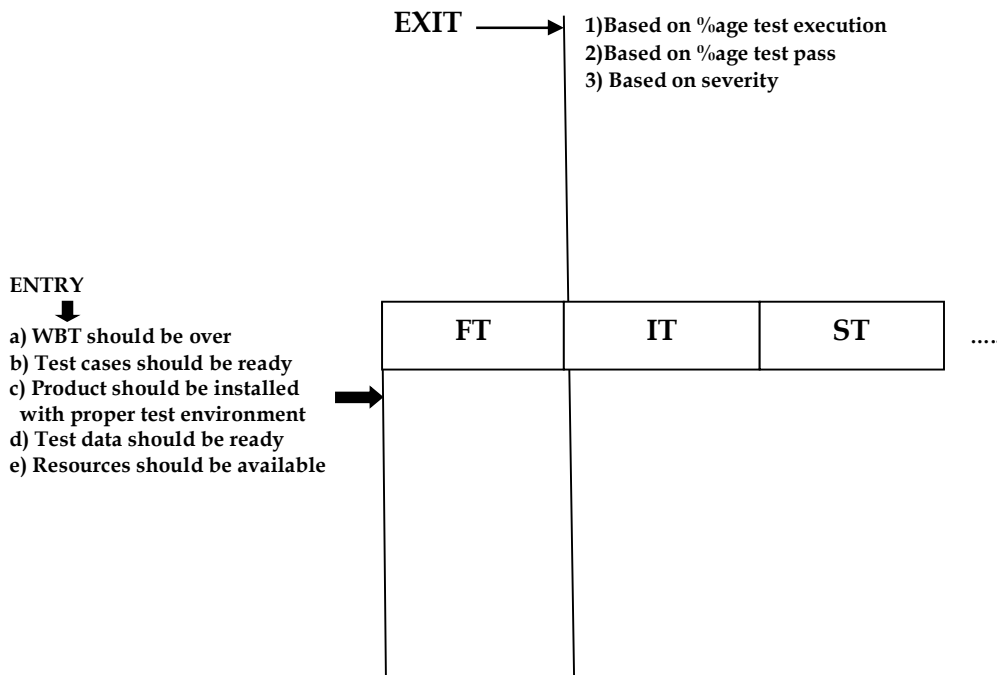 EXIT
1)Based on %age test execution
2)Based on %age test pass
3) Based on severity
ENTRY
a) WBT should be over
b) Test cases should be ready
c) Product should be installed
with proper test environment
d) Test data should be ready
e) Resources should be available
FT
IT
ST
.....